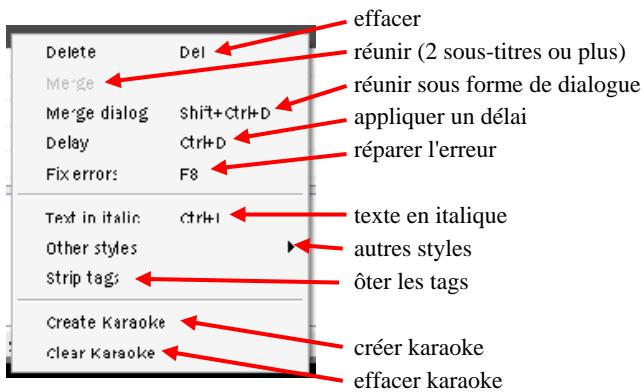 effacer
Delete Del
réunir (2 sous-titres ou plus)
Merge
réunir sous forme de dialogue
Merge dialog Shift+Ctrl+D
appliquer un délai
Delay Ctrl+D
réparer l'erreur
Fix errors F8
Text in italic Ctrl+I
texte en italique
Other styles
autres styles
Strip tags
ôter les tags
Create Karaoke
créer karaoke
Clear Karaoke
effacer karaoke